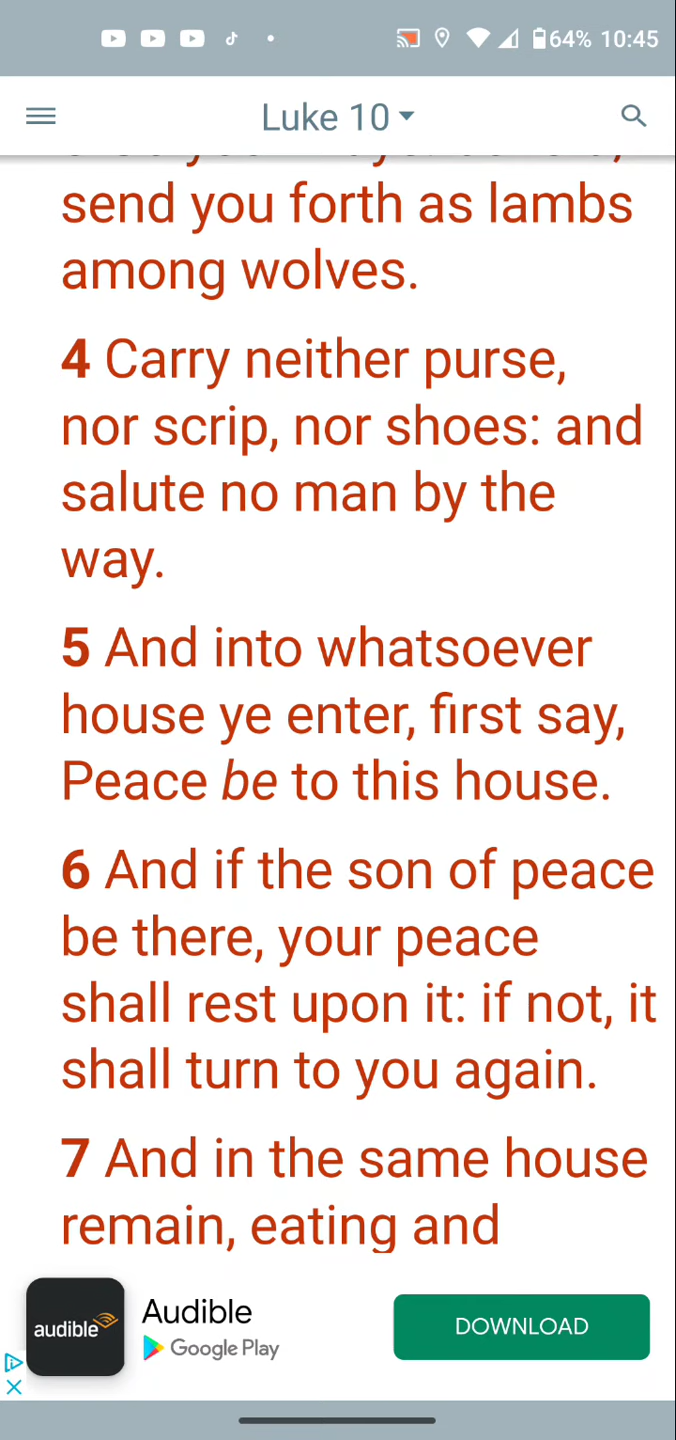 64% 10:45
Luke 10
send you forth as lambs
among wolves.
4 Carry neither purse,
nor scrip, nor shoes: and
salute no man by the
way.
5 And into whatsoever
house ye enter, first say,
Peace be to this house.
6 And if the son of peace
be there, your peace
shall rest upon it: if not, it
shall turn to you again.
7 And in the same house
remain, eating and
audible
Audible
Google Play
DOWNLOAD